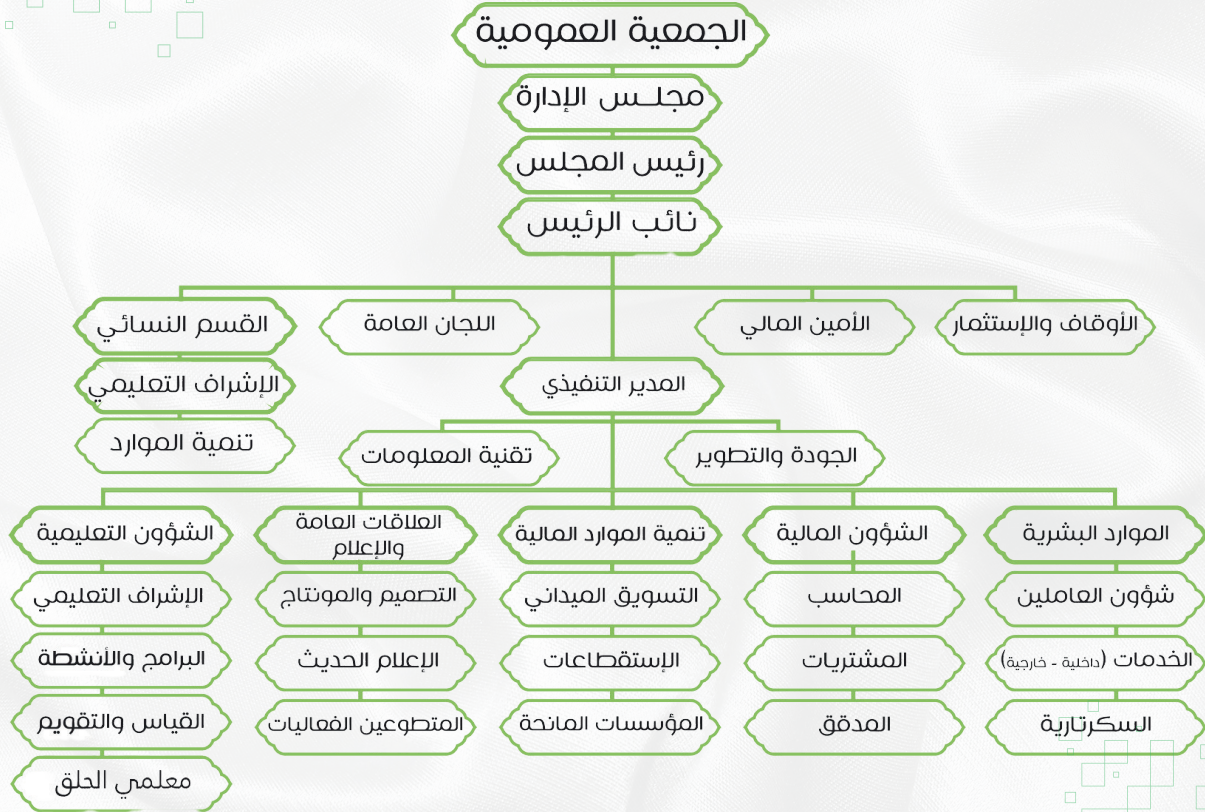 الجمعية العمومية
مجلـــس الإدارة
رئيس المجلس
نائب الرئيس
الأوقاف والإستثمار
الأمين المالي
اللجان العامة
القسم النسائي
المدير التنفيذي
الإشراف التعليمي
تنمية الموارد
الجودة والتطوير
تقنية المعلومات
الموارد البشرية
الشؤون المالية
تنمية الموارد المالية
العلاقات العامة
والإعلام
الشؤون التعليمية
شؤون العاملين
المحاسب
التسويق الميداني
التصميم والمونتاج
الإشراف التعليمي
الخدمات (داخلية - خارجية)
المشتريات
الإستقطاعات
الإعلام الحديث
البرامج والأنشطة
السكرتارية
المدقق
المؤسسات المانحة
المتطوعين الفعاليات
القياس والتقويم
معلمي الحلق